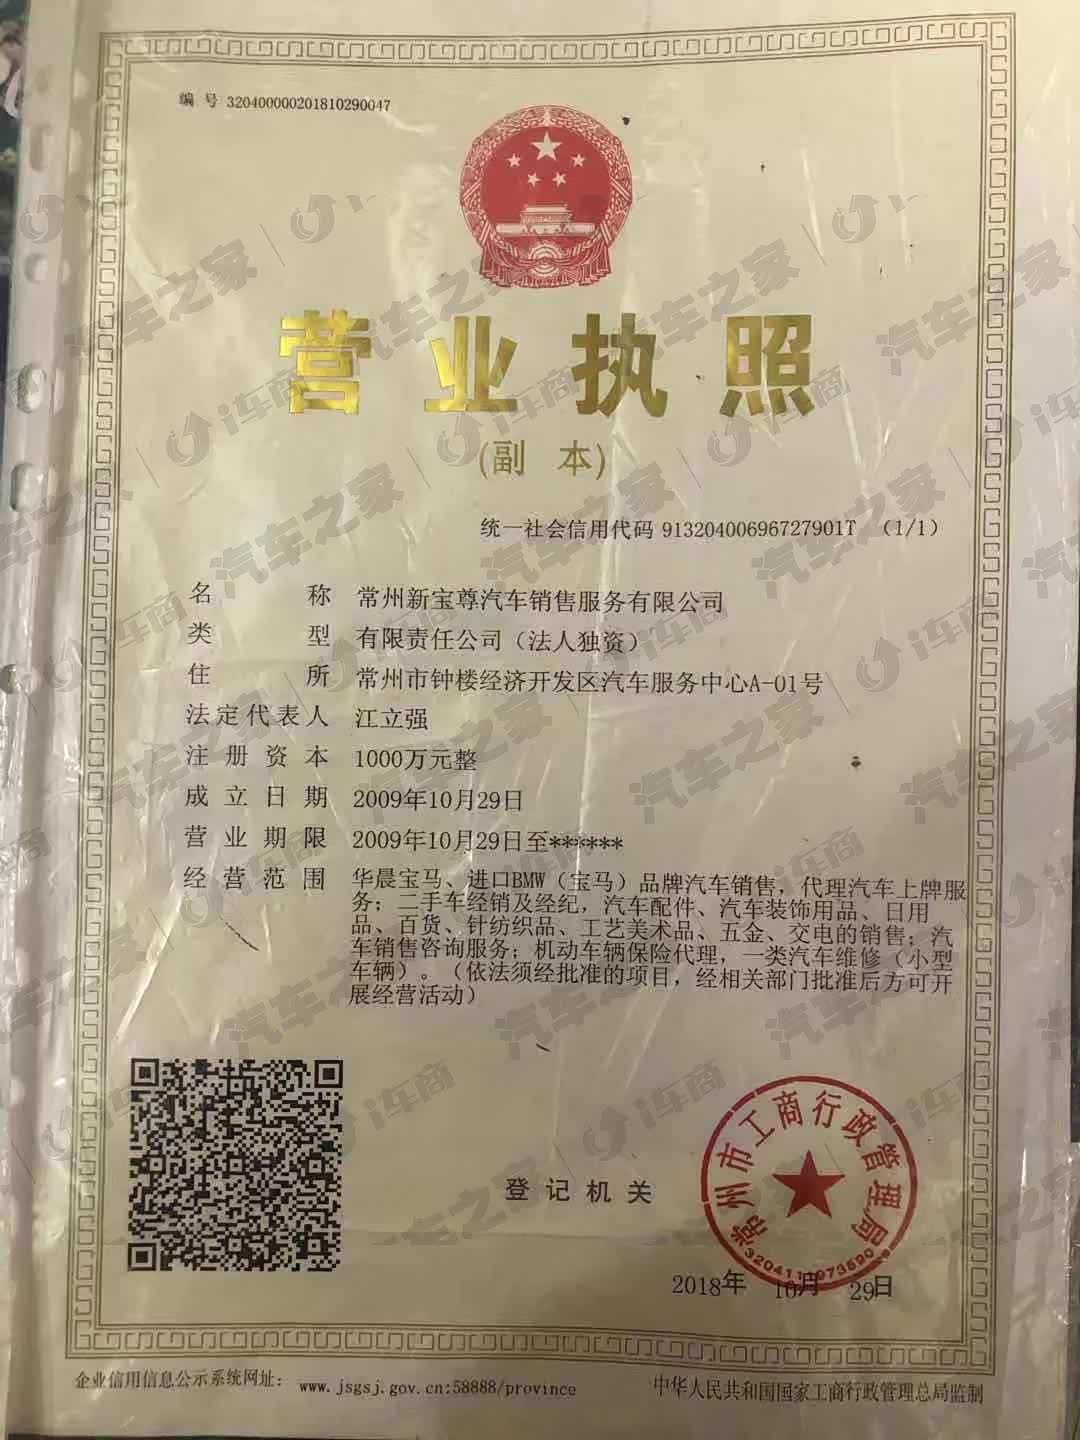 编号 320400000201810290047
营业执照
(副本)
统一社会信用代码 91320400696727901T (1/1)
名称 常州新宝尊汽车销售服务有限公司
类型 有限责任公司（法人独资）
住所 常州市钟楼经济开发区汽车服务中心A-01号
法定代表人 江立强
注册资本 1000万元整
成立日期 2009年10月29日
营业期限 2009年10月29日至******
经营范围 华晨宝马、进口BMW（宝马）品牌汽车销售，代理汽车上牌服
务；二手车经销及经纪，汽车配件、汽车装饰用品、日用
品、百货、针纺织品、工艺美术品、五金、交电的销售；汽
车销售咨询服务；机动车辆保险代理，一类汽车维修（小型
车辆）。（依法须经批准的项目，经相关部门批准后方可开
展经营活动）
登记机关
常州市工商行政管理局
2018年 10月 29日
企业信用信息公示系统网址： www.jsgsj.gov.cn:58888/province
中华人民共和国国家工商行政管理总局监制
汽车之家 | i车商